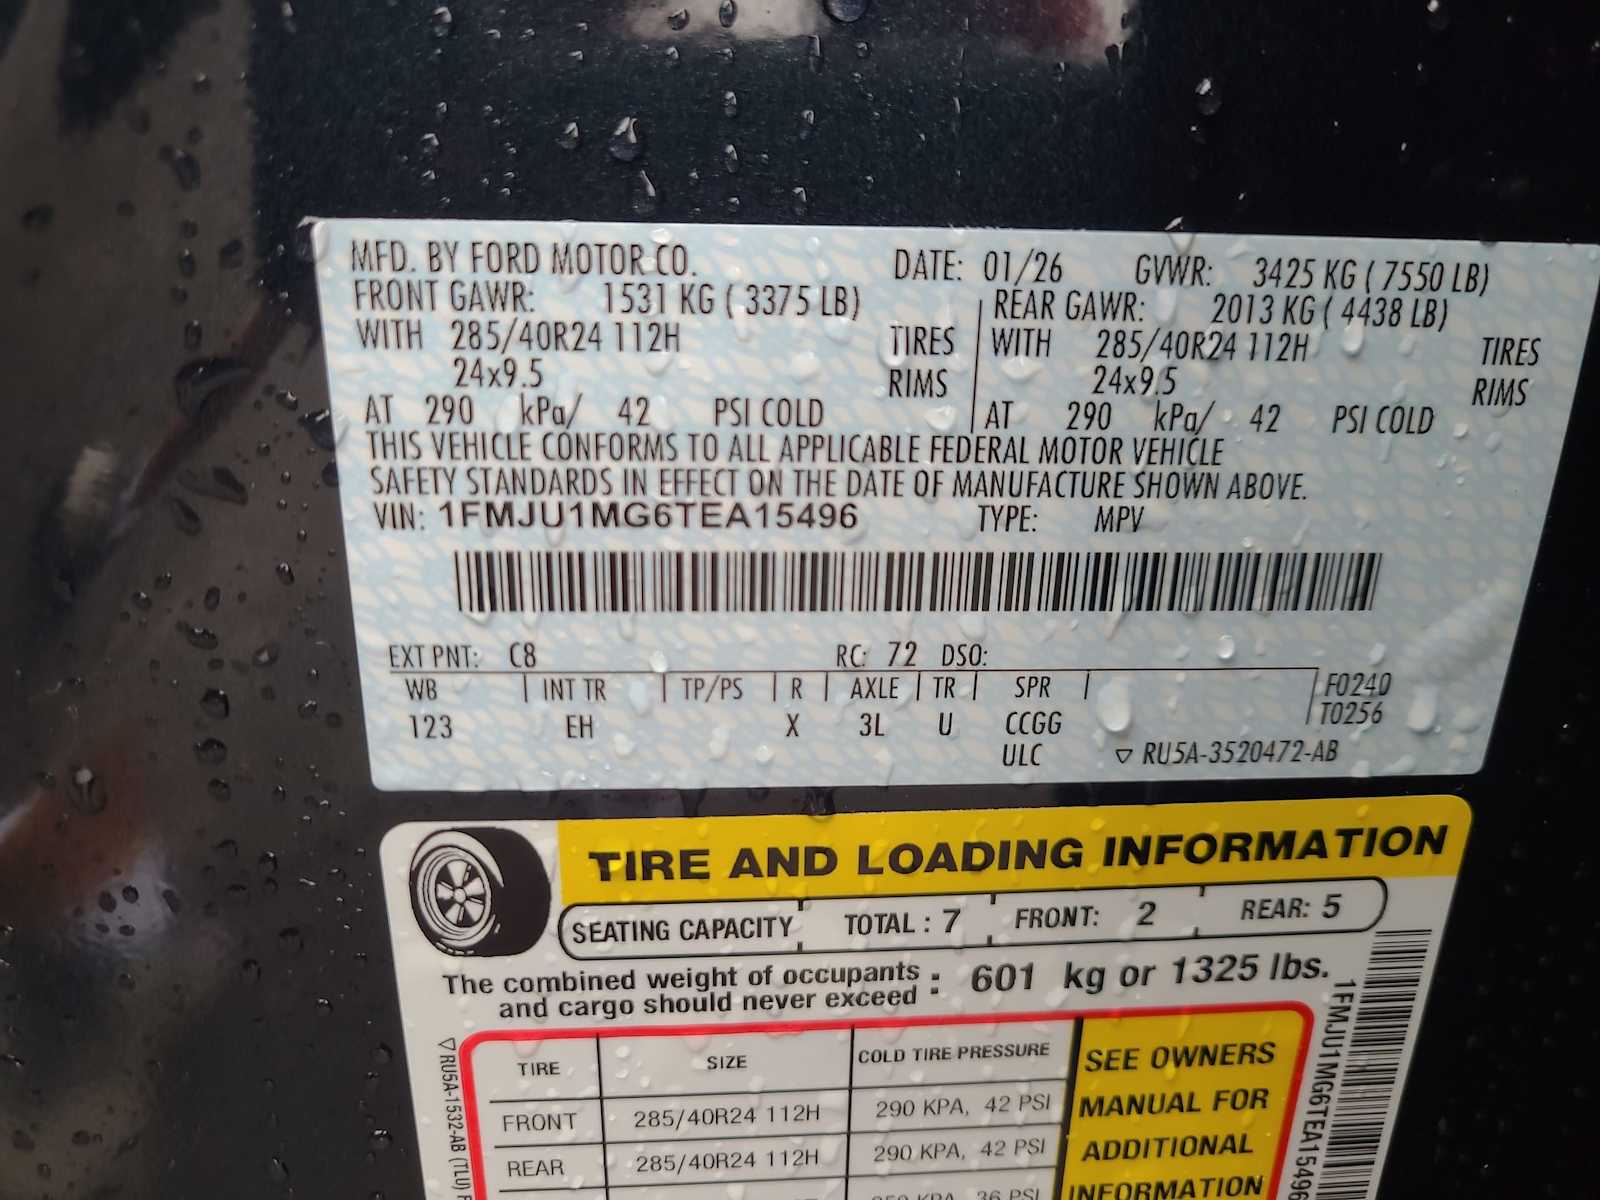 MFD. BY FORD MOTOR CO. DATE: 01/26 GVWR: 3425 KG ( 7550 LB)
FRONT GAWR: 1531 KG ( 3375 LB) REAR GAWR: 2013 KG ( 4438 LB)
WITH 285/40R24 112H TIRES WITH 285/40R24 112H TIRES
24x9.5 RIMS 24x9.5 RIMS
AT 290 kPa/ 42 PSI COLD AT 290 kPa/ 42 PSI COLD
THIS VEHICLE CONFORMS TO ALL APPLICABLE FEDERAL MOTOR VEHICLE
SAFETY STANDARDS IN EFFECT ON THE DATE OF MANUFACTURE SHOWN ABOVE.
VIN: 1FMJU1MG6TEA15496 TYPE: MPV
EXT PNT: C8 RC: 72 DSO:
WB INT TR TP/PS R AXLE TR SPR F0240
123 EH X 3L U CCGG T0256
ULC ▽ RU5A-3520472-AB
TIRE AND LOADING INFORMATION
SEATING CAPACITY TOTAL : 7 FRONT: 2 REAR: 5
The combined weight of occupants
and cargo should never exceed : 601 kg or 1325 lbs.
TIRE SIZE COLD TIRE PRESSURE
FRONT 285/40R24 112H 290 KPA, 42 PSI
REAR 285/40R24 112H 290 KPA, 42 PSI
36 PSI
SEE OWNERS
MANUAL FOR
ADDITIONAL
INFORMATION
▽RU5A-1532-AB (TLU)
1FMJU1MG6TEA15496